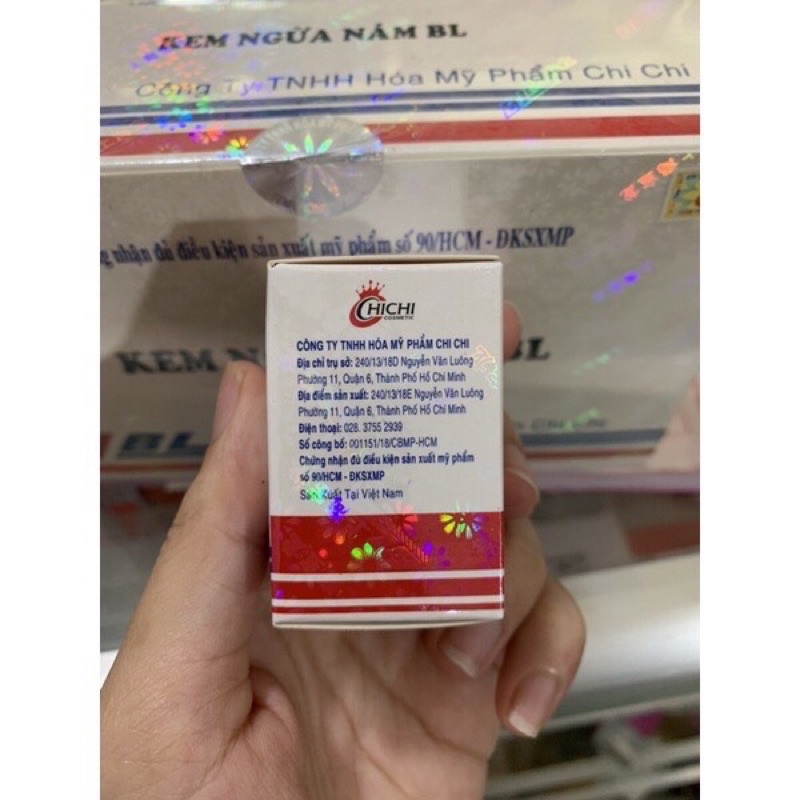 KEM NGỪA NÁM BL
Công Ty TNHH Hóa Mỹ Phẩm Chi Chi
nhận đủ điều kiện sản xuất mỹ phẩm số 90/HCM - ĐKSXMP
KEM NGỪA
BL
BL
CHICHI
COSMETIC
CÔNG TY TNHH HÓA MỸ PHẨM CHI CHI
Địa chỉ trụ sở: 240/13/18D Nguyễn Văn Luông
Phường 11, Quận 6, Thành Phố Hồ Chí Minh
Địa điểm sản xuất: 240/13/18E Nguyễn Văn Luông
Phường 11, Quận 6, Thành Phố Hồ Chí Minh
Điện thoại: 028. 3755 2939
Số công bố: 001151/18/CBMP-HCM
Chứng nhận đủ điều kiện sản xuất mỹ phẩm
số 90/HCM - ĐKSXMP
Sản Xuất Tại Việt Nam